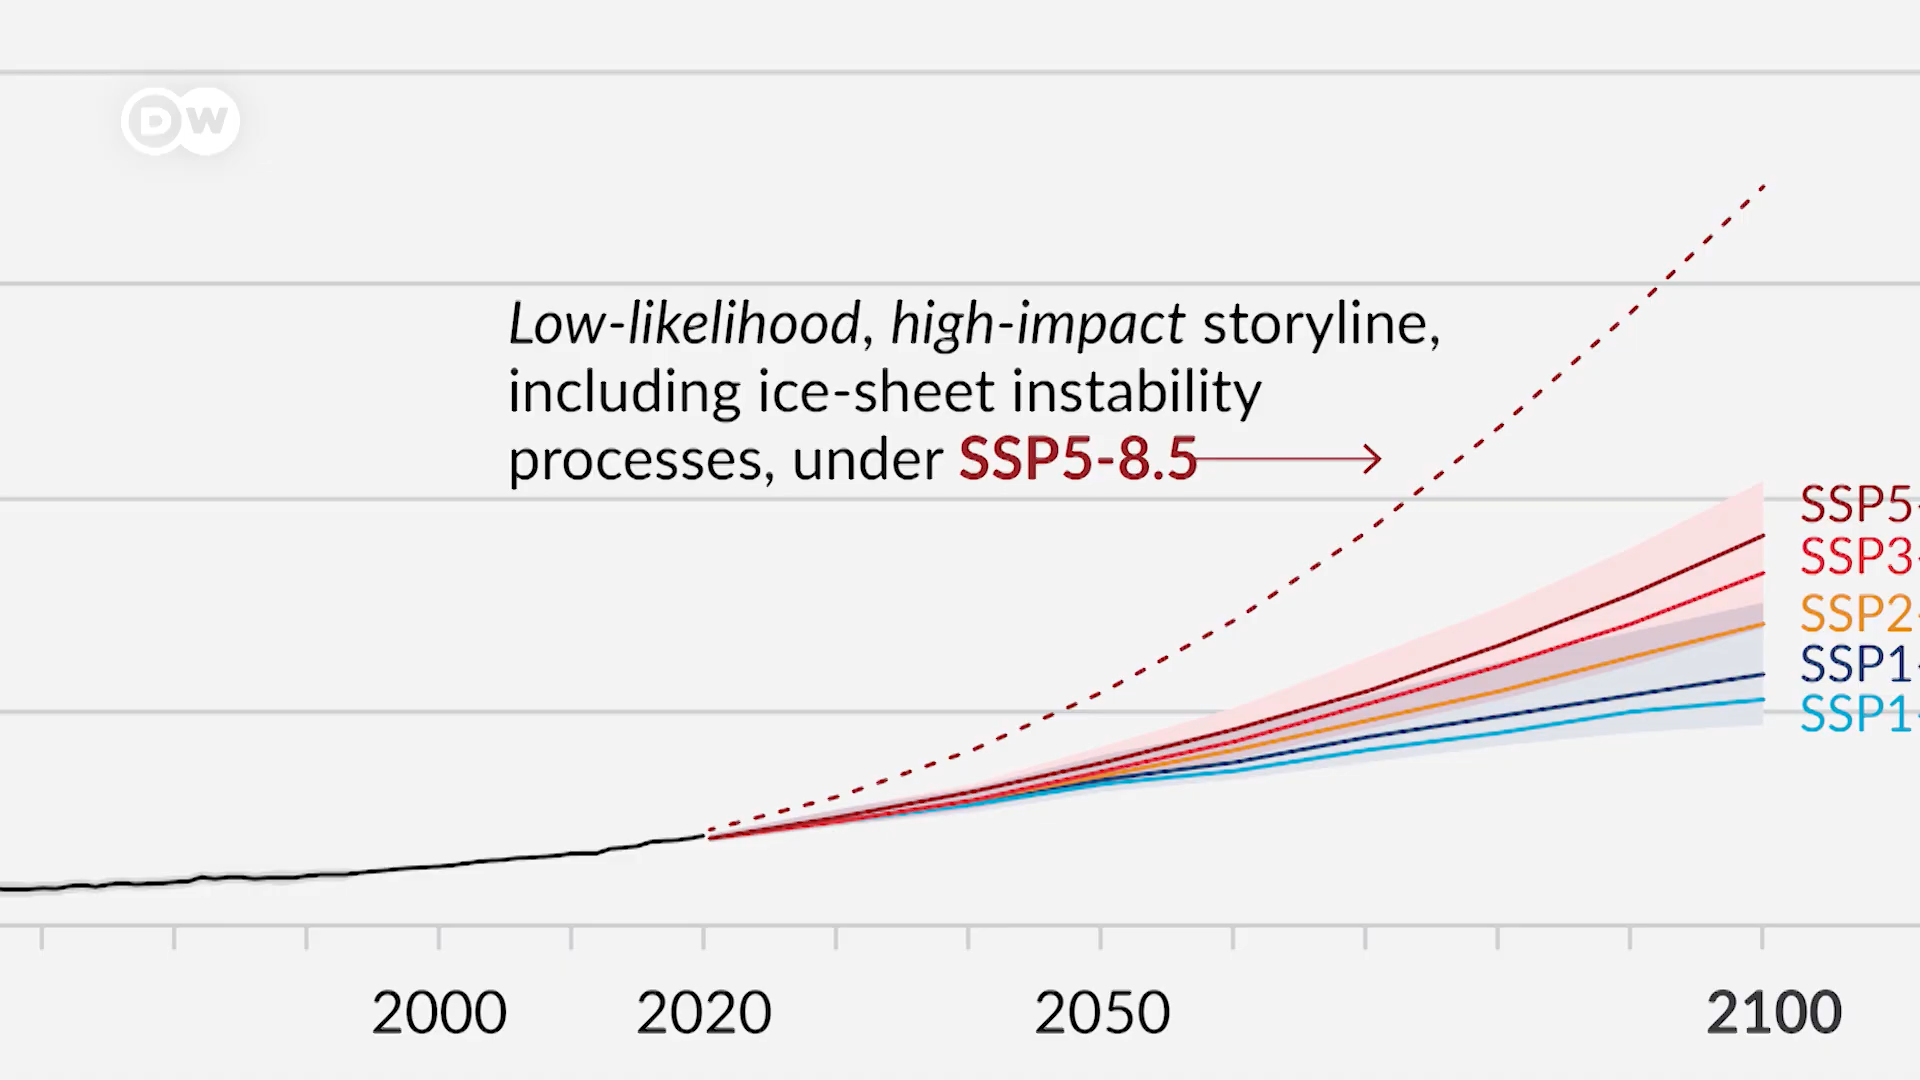 DW
Low-likelihood, high-impact storyline,
including ice-sheet instability
processes, under SSP5-8.5
SSP5-
SSP3-
SSP2-
SSP1-
SSP1-
2000 2020 2050 2100